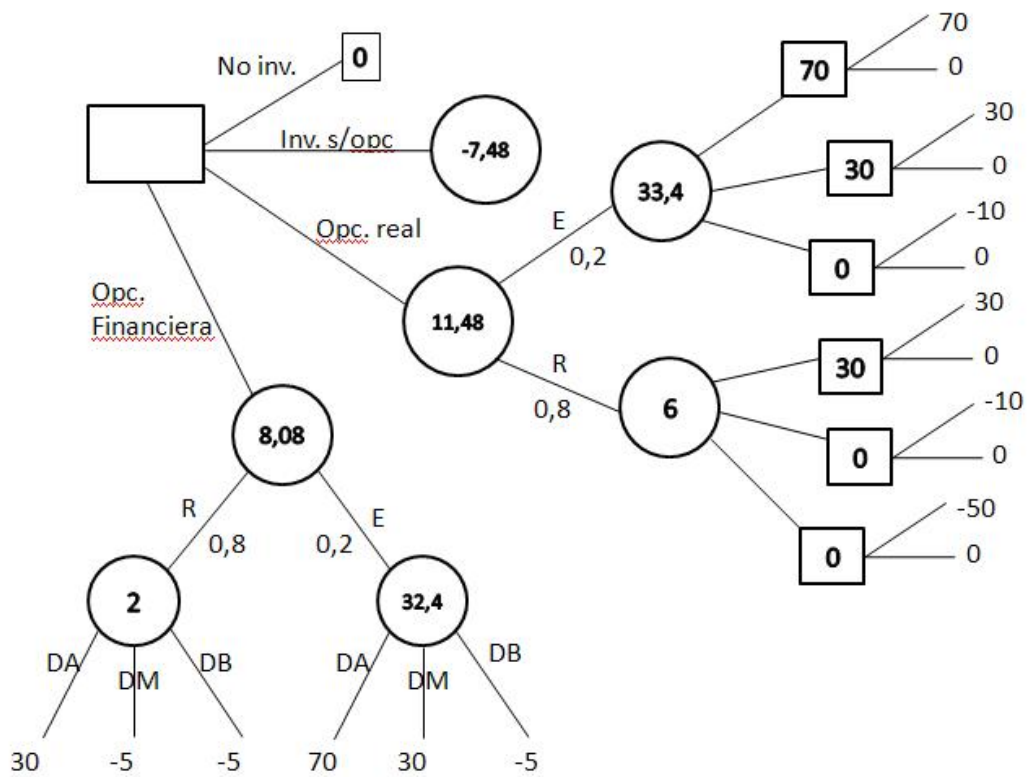 No inv.
0
70
70
0
Inv. s/opc
-7,48
30
30
0
33,4
E
0,2
-10
0
0
Opc. real
11,48
Opc.
Financiera
R
0,8
6
30
0
30
-10
0
0
-50
0
0
8,08
R
0,8
E
0,2
2
32,4
DA
DM
DB
DA
DM
DB
30
-5
-5
70
30
-5